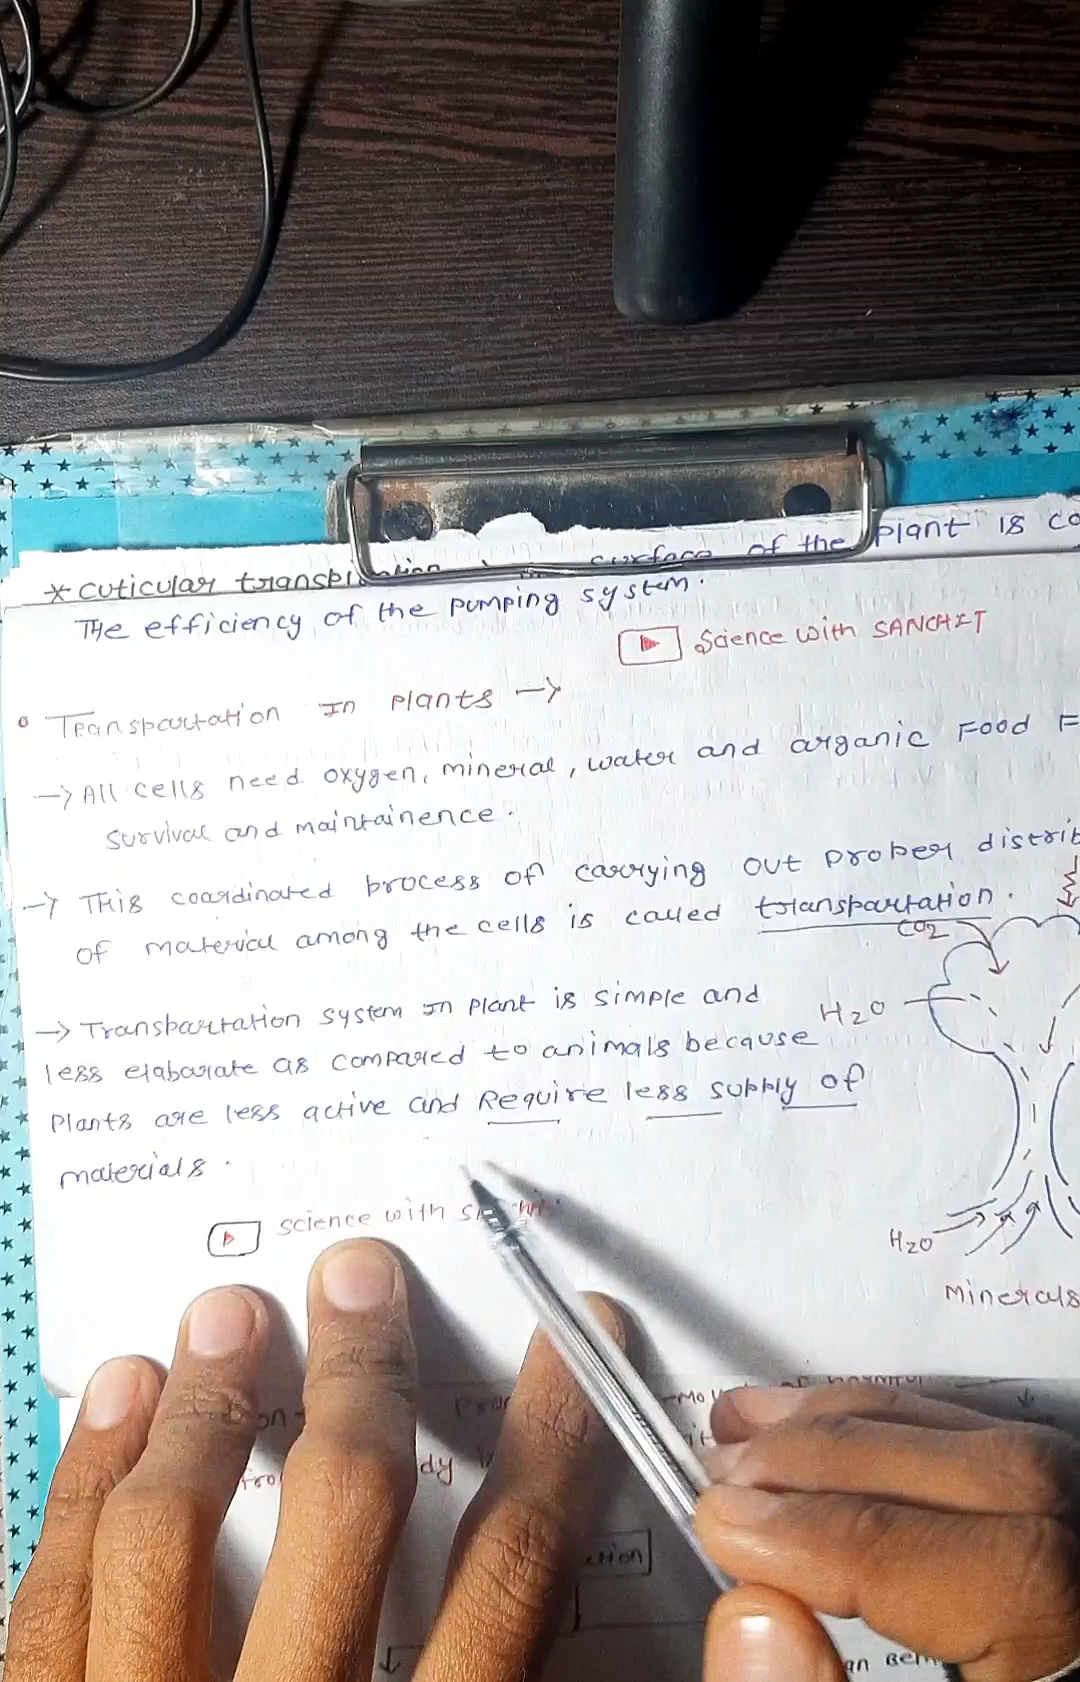 * cuticular surface of the plant is
The efficiency of the pumping system.
Science with SANCHIT
Transportation In plants →
→ All cells need oxygen, mineral, water and organic Food
survival and maintainence.
→ This coordinated process of carrying out proper
of material among the cells is called transportation.
CO2
→ Transportation system In plant is simple and
H2O
less elaborate as compared to animals because
plants are less active and Require less supply of
materials.
science with
H2O
Minerals